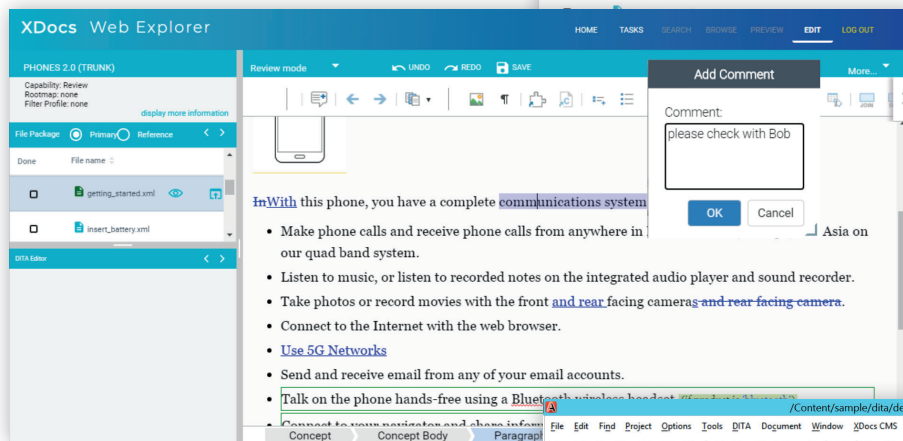 XDocs Web Explorer
HOME TASKS SEARCH BROWSE PREVIEW EDIT LOG OUT
PHONES 2.0 (TRUNK)
Capability: Review
Rootmap: none
Filter Profile: none
display more information
File Package Primary Reference
Done File name
getting_started.xml
insert_battery.xml
DITA Editor
Review mode UNDO REDO SAVE More...
JOIN
Add Comment
Comment:
please check with Bob
OK Cancel
InWith this phone, you have a complete communications system
• Make phone calls and receive phone calls from anywhere in Asia on
our quad band system.
• Listen to music, or listen to recorded notes on the integrated audio player and sound recorder.
• Take photos or record movies with the front and rear facing cameras and rear facing camera.
• Connect to the Internet with the web browser.
• Use 5G Networks
• Send and receive email from any of your email accounts.
• Talk on the phone hands-free using a Bluetooth wireless headset
• Connect to your navigator and share
Concept Concept Body Paragraph
/Content/sample/dita/de
File Edit Find Project Options Tools DITA Document Window XDocs CMS